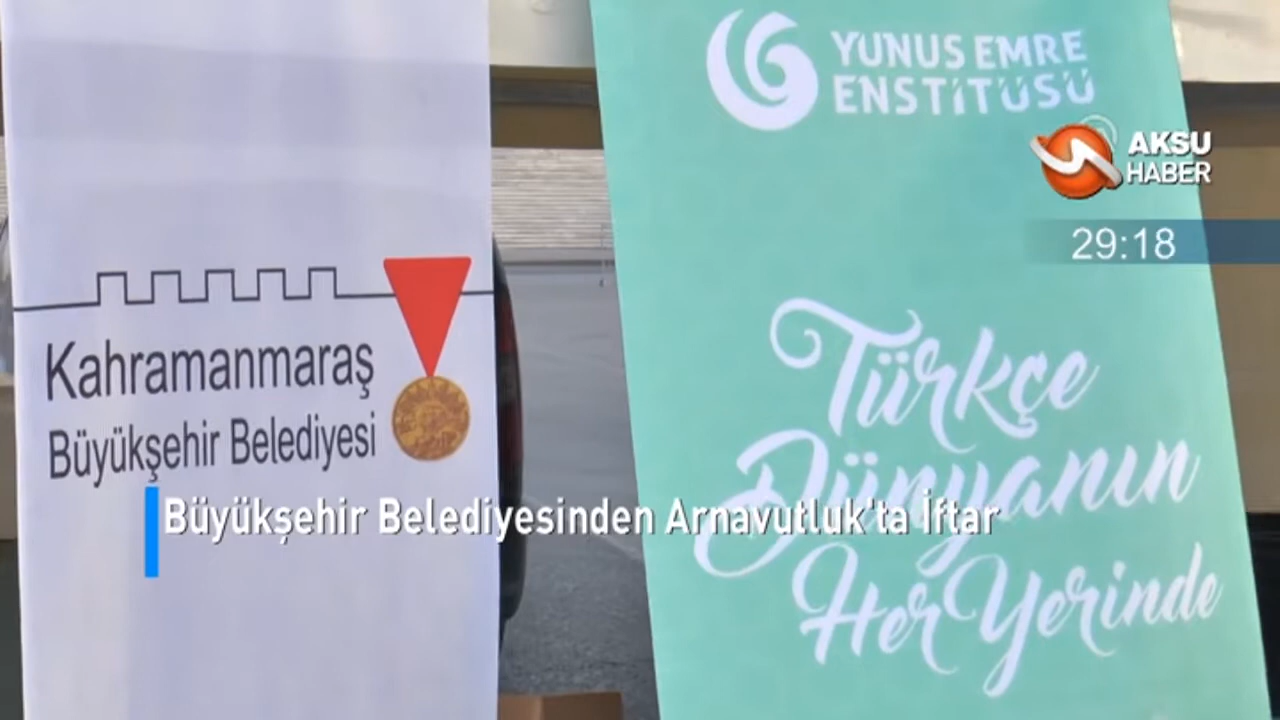 YUNUS EMRE
ENSTİTÜSÜ
AKSU
HABER
29:18
Kahramanmaraş
Büyükşehir Belediyesi
Türkçe
Dünyanın
Her Yerinde
Büyükşehir Belediyesinden Arnavutluk'ta İftar